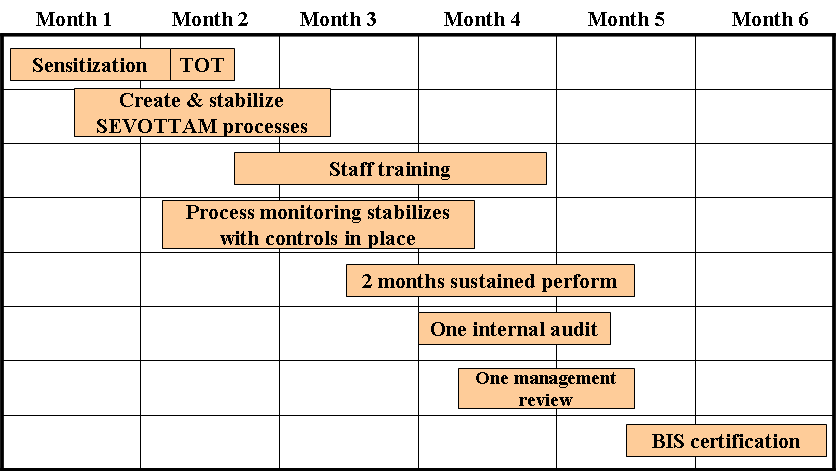 Month 1 Month 2 Month 3 Month 4 Month 5 Month 6
Sensitization TOT
Create & stabilize
SEVOTTAM processes
Staff training
Process monitoring stabilizes
with controls in place
2 months sustained perform
One internal audit
One management
review
BIS certification